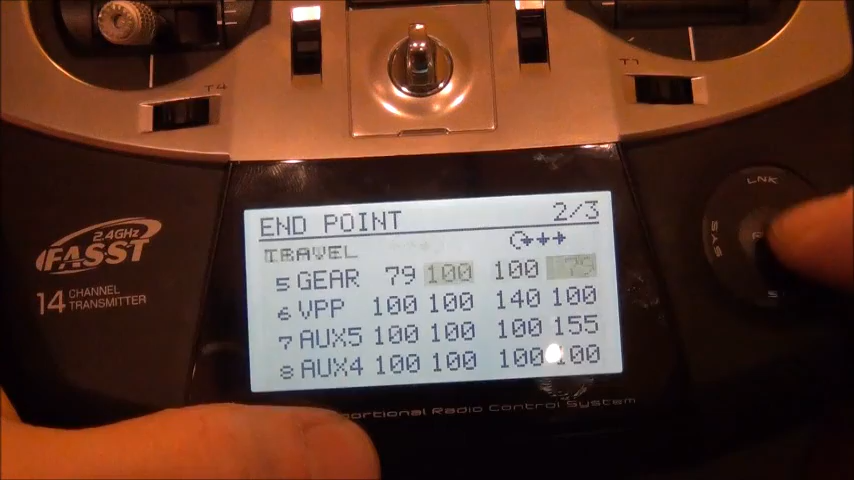 T4
T1
LNK
SYS
S
2.4GHz
FASST
14 CHANNEL
TRANSMITTER
END POINT 2/3
TRAVEL
5 GEAR 79 100 100 79
6 VPP 100 100 140 100
7 AUX5 100 100 100 155
8 AUX4 100 100 100 100
Radio Control System